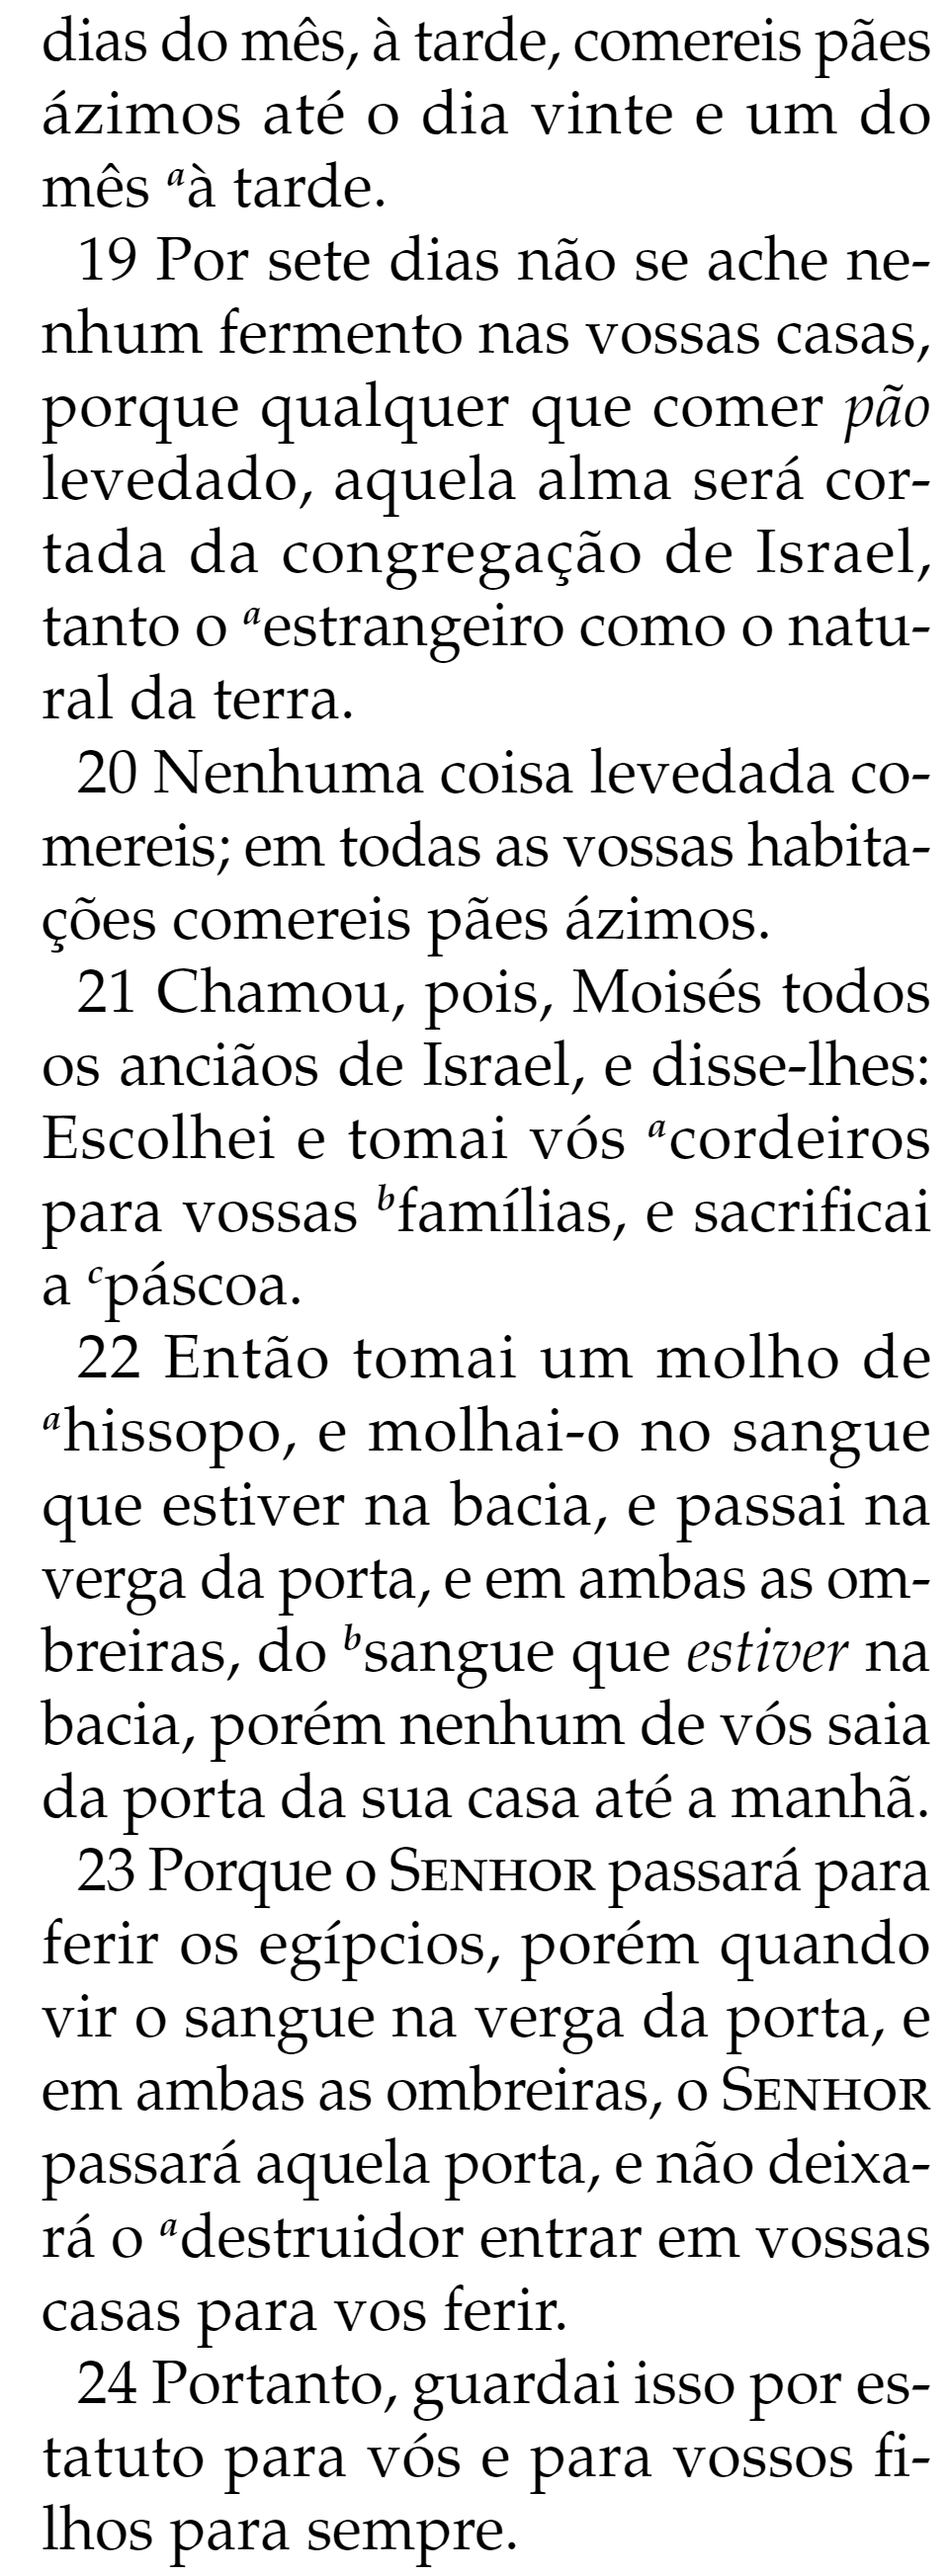 dias do mês, à tarde, comereis pães
ázimos até o dia vinte e um do
mês ᵃà tarde.
19 Por sete dias não se ache ne-
nhum fermento nas vossas casas,
porque qualquer que comer pão
levedado, aquela alma será cor-
tada da congregação de Israel,
tanto o ᵃestrangeiro como o natu-
ral da terra.
20 Nenhuma coisa levedada co-
mereis; em todas as vossas habita-
ções comereis pães ázimos.
21 Chamou, pois, Moisés todos
os anciãos de Israel, e disse-lhes:
Escolhei e tomai vós ᵃcordeiros
para vossas ᵇfamílias, e sacrificai
a ᶜpáscoa.
22 Então tomai um molho de
ᵃhissopo, e molhai-o no sangue
que estiver na bacia, e passai na
verga da porta, e em ambas as om-
breiras, do ᵇsangue que estiver na
bacia, porém nenhum de vós saia
da porta da sua casa até a manhã.
23 Porque o SENHOR passará para
ferir os egípcios, porém quando
vir o sangue na verga da porta, e
em ambas as ombreiras, o SENHOR
passará aquela porta, e não deixa-
rá o ᵃdestruidor entrar em vossas
casas para vos ferir.
24 Portanto, guardai isso por es-
tatuto para vós e para vossos fi-
lhos para sempre.